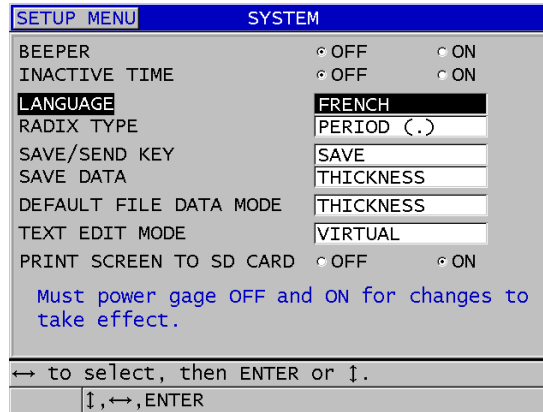 SETUP MENU SYSTEM
BEEPER OFF ON
INACTIVE TIME OFF ON
LANGUAGE FRENCH
RADIX TYPE PERIOD (.)
SAVE/SEND KEY SAVE
SAVE DATA THICKNESS
DEFAULT FILE DATA MODE THICKNESS
TEXT EDIT MODE VIRTUAL
PRINT SCREEN TO SD CARD OFF ON
Must power gage OFF and ON for changes to
take effect.
↔ to select, then ENTER or ↕.
↕,↔,ENTER